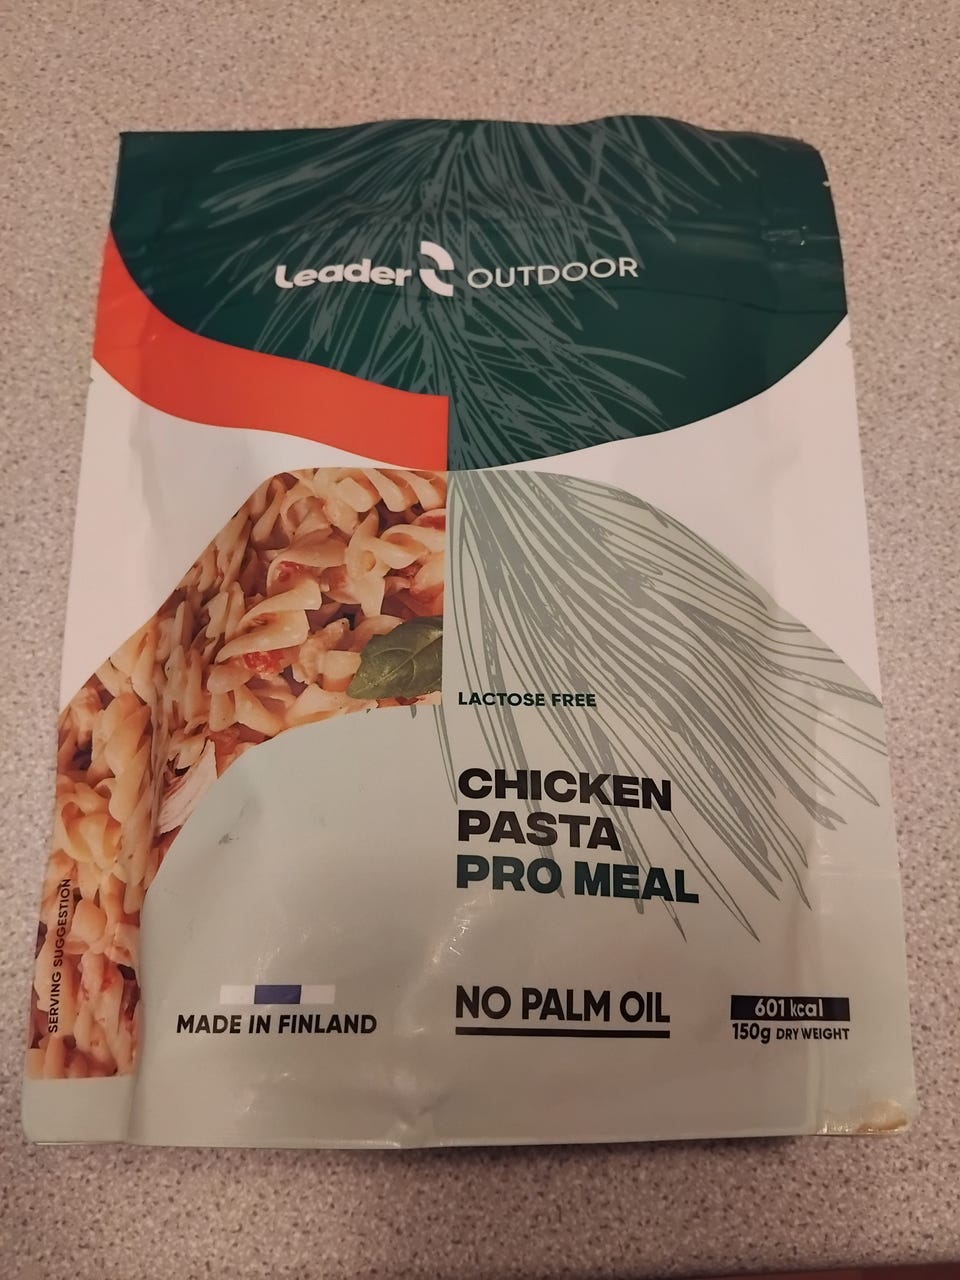 Leader OUTDOOR
LACTOSE FREE
CHICKEN
PASTA
PRO MEAL
SERVING SUGGESTION
MADE IN FINLAND
NO PALM OIL
601 kcal
150g DRY WEIGHT